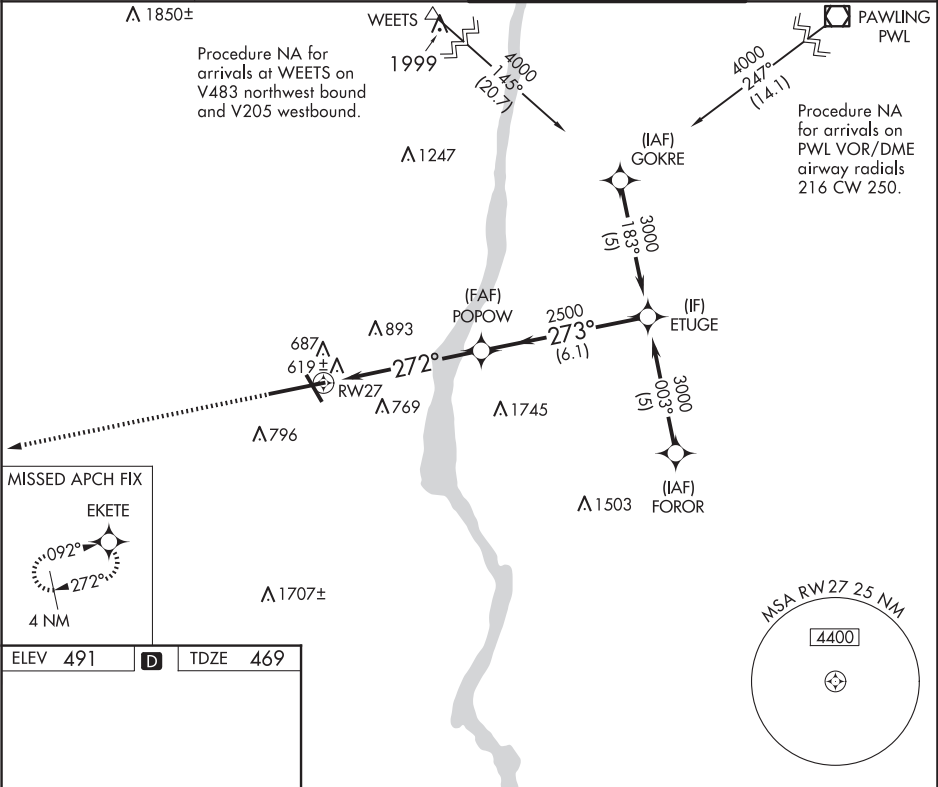 1850±
WEETS
PAWLING
PWL
Procedure NA for
arrivals at WEETS on
V483 northwest bound
and V205 westbound.
1999
4000
145°
(20.7)
4000
247°
(14.1)
Procedure NA
for arrivals on
PWL VOR/DME
airway radials
216 CW 250.
1247
(IAF)
GOKRE
3000
183°
(5)
(FAF)
POPOW
2500
273°
(6.1)
(IF)
ETUGE
893
687
619±
272°
RW27
769
1745
3000
003°
(5)
796
(IAF)
FOROR
1503
MISSED APCH FIX
EKETE
092°
272°
4 NM
1707±
MSA RW27 25 NM
4400
ELEV 491
D
TDZE 469